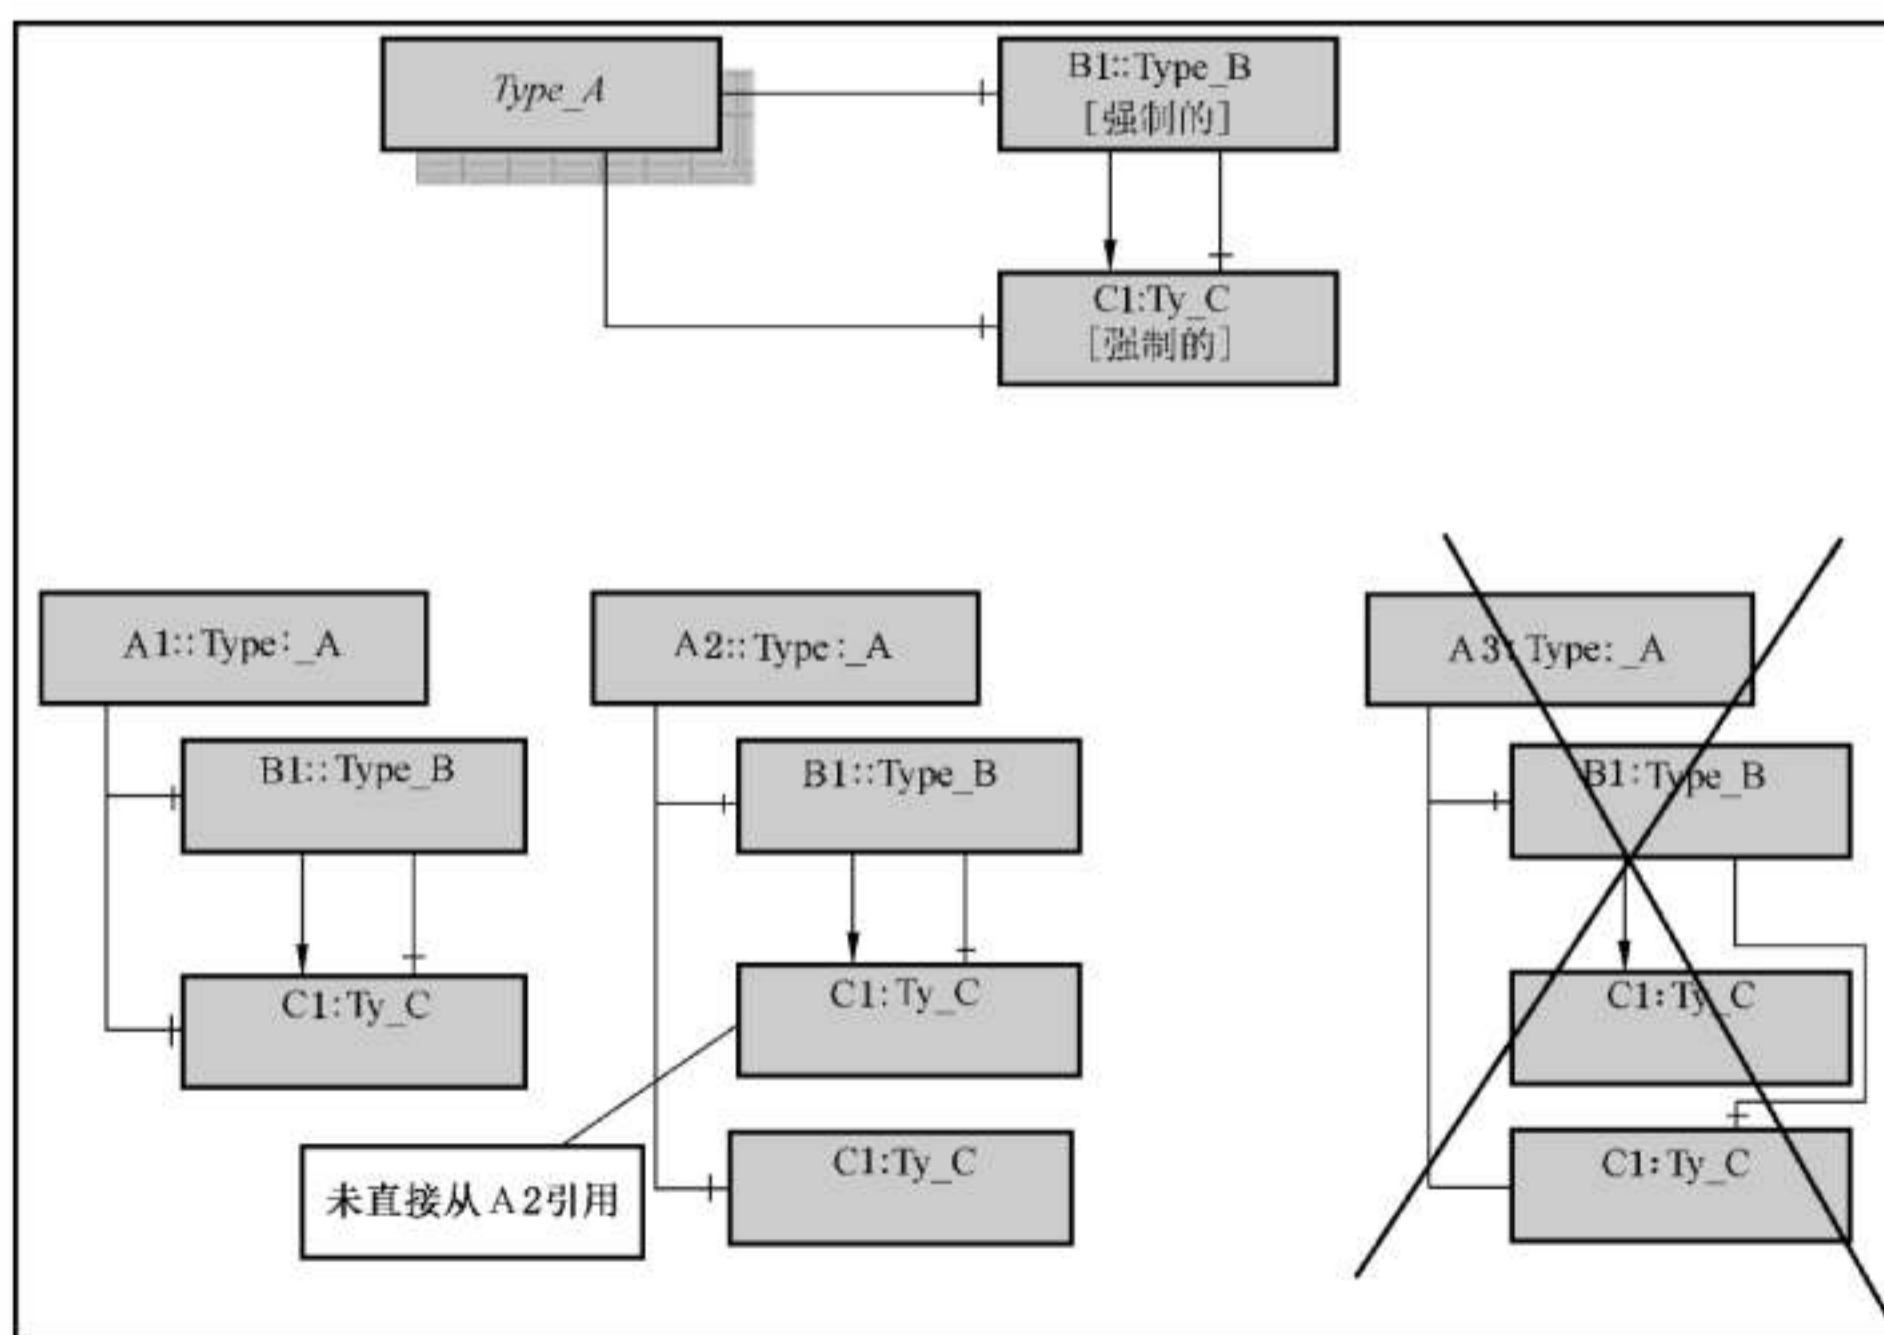 Type_A
B1::Type_B
[强制的]
C1:Ty_C
[强制的]
A1::Type:_A
B1::Type_B
C1:Ty_C
A2::Type:_A
B1::Type_B
C1:Ty_C
未直接从A2引用
C1:Ty_C
A3:Type:_A
B1:Type_B
C1:Ty_C
C1:Ty_C